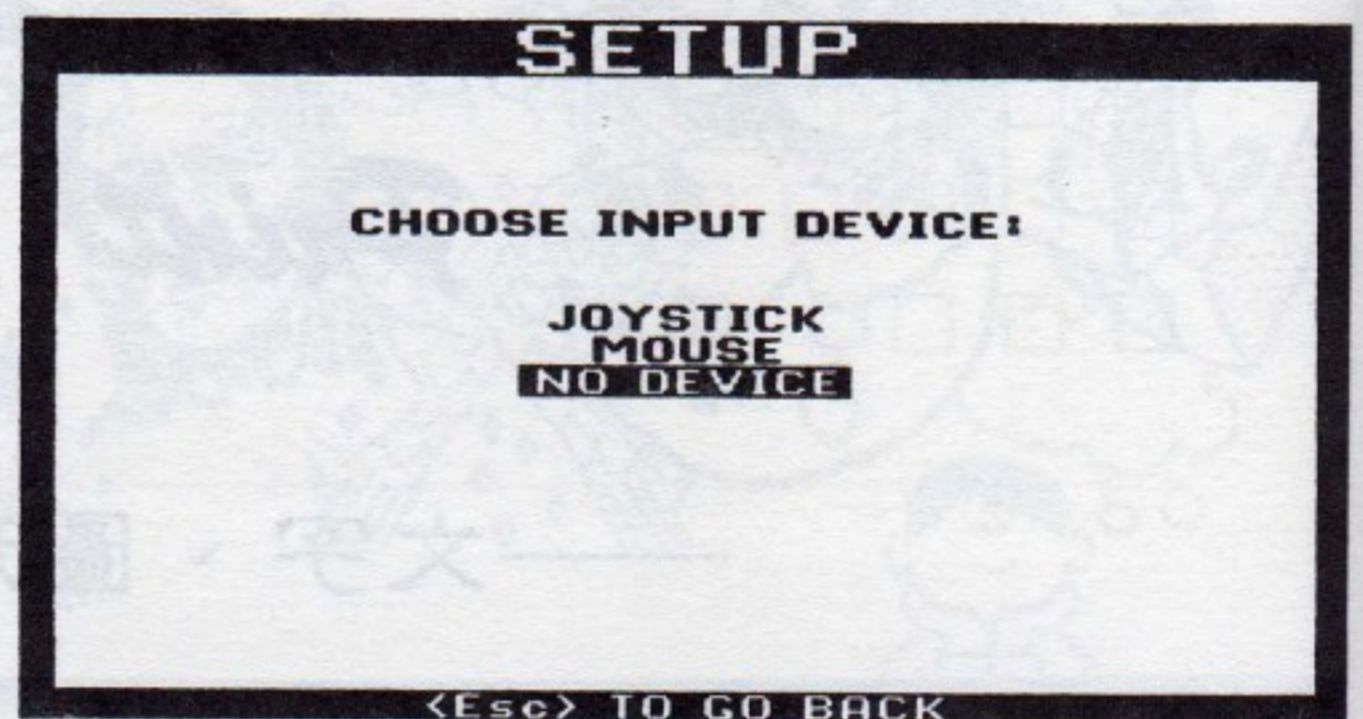 SETUP
CHOOSE INPUT DEVICE:
JOYSTICK
MOUSE
NO DEVICE
<Esc> TO GO BACK